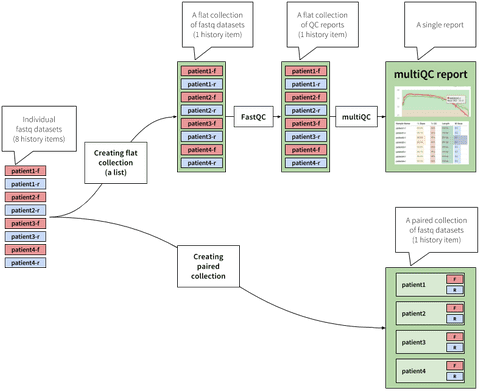 A flat collection
of fastq datasets
(1 history item)
A flat collection
of QC reports
(1 history item)
A single report
patient1-f
patient1-r
patient2-f
patient2-r
patient3-f
patient3-r
patient4-f
patient4-r
FastQC
patient1-f
patient1-r
patient2-f
patient2-r
patient3-f
patient3-r
patient4-f
patient4-r
multiQC
multiQC report
Individual
fastq datasets
(8 history items)
patient1-f
patient1-r
patient2-f
patient2-r
patient3-f
patient3-r
patient4-f
patient4-r
Creating flat
collection
(a list)
Creating
paired
collection
A paired collection
of fastq datasets
(1 history item)
patient1
F
R
patient2
F
R
patient3
F
R
patient4
F
R